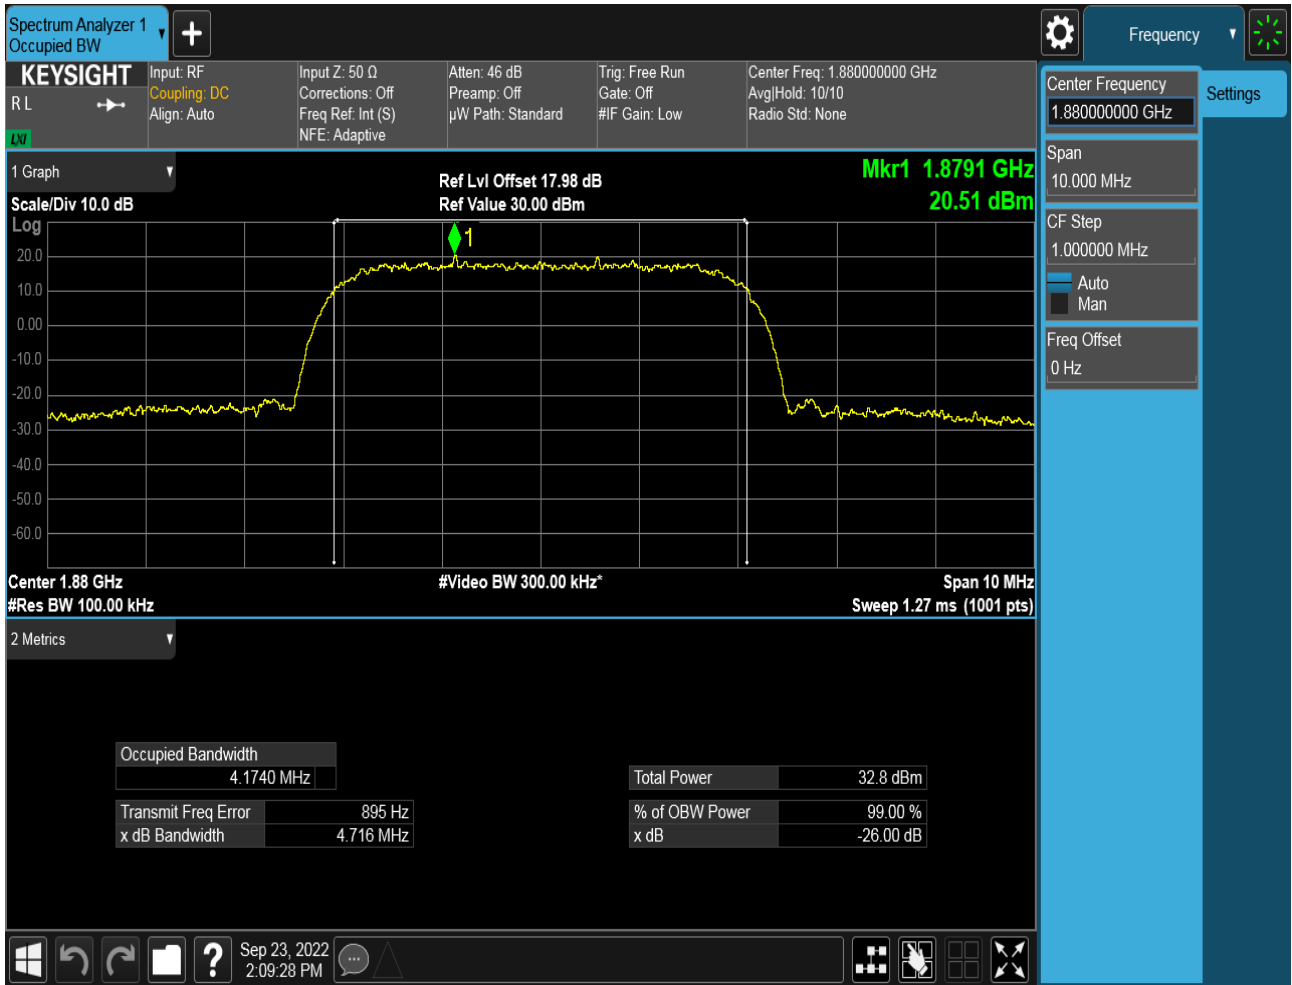 Spectrum Analyzer 1
Occupied BW
+
Frequency
KEYSIGHT
R L
LXI
Input: RF
Coupling: DC
Align: Auto
Input Z: 50 Ω
Corrections: Off
Freq Ref: Int (S)
NFE: Adaptive
Atten: 46 dB
Preamp: Off
µW Path: Standard
Trig: Free Run
Gate: Off
#IF Gain: Low
Center Freq: 1.880000000 GHz
Avg|Hold: 10/10
Radio Std: None
Center Frequency
1.880000000 GHz
Settings
Span
10.000 MHz
CF Step
1.000000 MHz
Auto
Man
Freq Offset
0 Hz
1 Graph
Ref Lvl Offset 17.98 dB
Mkr1 1.8791 GHz
Scale/Div 10.0 dB
Ref Value 30.00 dBm
20.51 dBm
Log
1
20.0
10.0
0.00
-10.0
-20.0
-30.0
-40.0
-50.0
-60.0
Center 1.88 GHz
#Video BW 300.00 kHz*
Span 10 MHz
#Res BW 100.00 kHz
Sweep 1.27 ms (1001 pts)
2 Metrics
Occupied Bandwidth
4.1740 MHz
Total Power 32.8 dBm
Transmit Freq Error 895 Hz
% of OBW Power 99.00 %
x dB Bandwidth 4.716 MHz
x dB -26.00 dB
?
Sep 23, 2022
2:09:28 PM